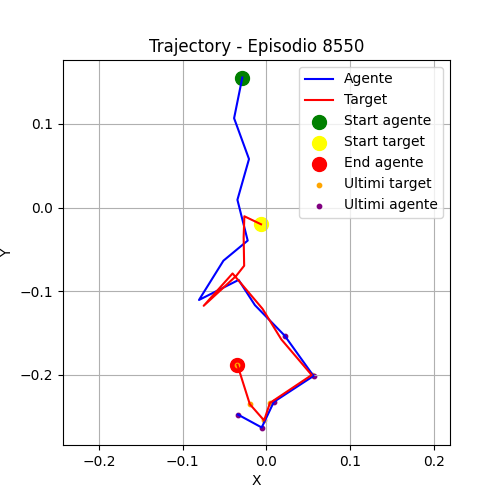 Trajectory - Episodio 8550
Agente
Target
Start agente
Start target
End agente
Ultimi target
Ultimi agente
Y
0.1
0.0
−0.1
−0.2
−0.2
−0.1
0.0
0.1
0.2
X